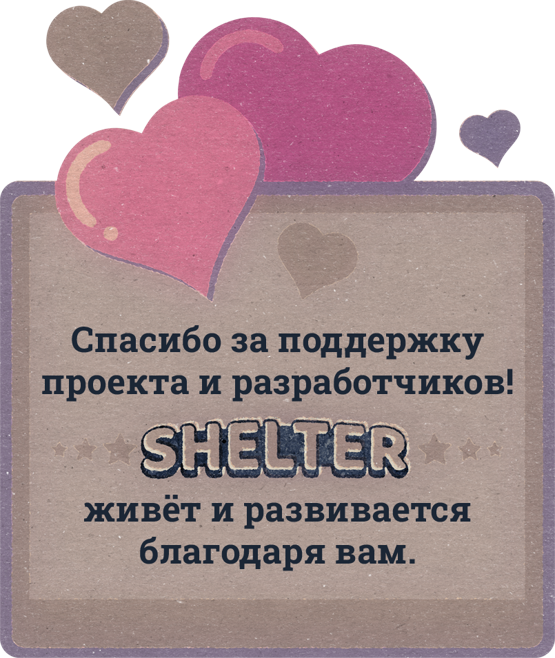 Спасибо за поддержку
проекта и разработчиков!
SHELTER
живёт и развивается
благодаря вам.